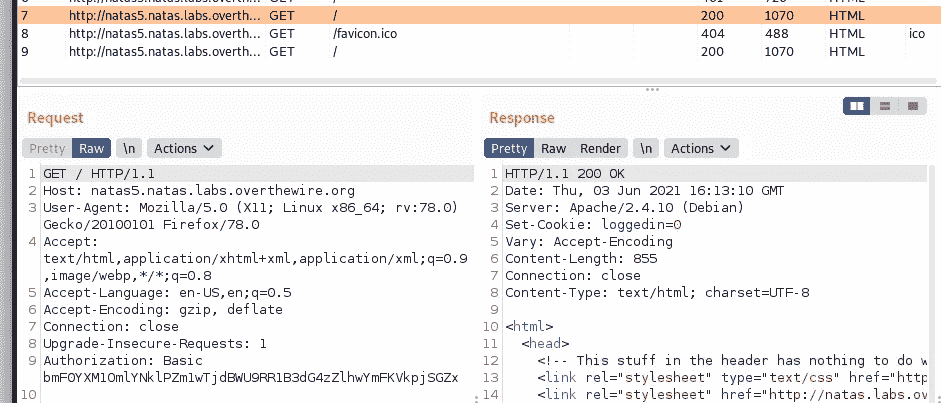 http://natas5.natas.labs.overth... GET /
7 http://natas5.natas.labs.overth... GET / 200 1070 HTML
8 http://natas5.natas.labs.overth... GET /favicon.ico 404 488 HTML ico
9 http://natas5.natas.labs.overth... GET / 200 1070 HTML
Request
Pretty Raw \n Actions
1 GET / HTTP/1.1
2 Host: natas5.natas.labs.overthewire.org
3 User-Agent: Mozilla/5.0 (X11; Linux x86_64; rv:78.0)
Gecko/20100101 Firefox/78.0
4 Accept:
text/html,application/xhtml+xml,application/xml;q=0.9
,image/webp,*/*;q=0.8
5 Accept-Language: en-US,en;q=0.5
6 Accept-Encoding: gzip, deflate
7 Connection: close
8 Upgrade-Insecure-Requests: 1
9 Authorization: Basic
bmF0YXM1OmlYNklPZm1wTjdBWU9RR1B3dG4zZlhwYmFKVkpjSGZx
10
Response
Pretty Raw Render \n Actions
1 HTTP/1.1 200 OK
2 Date: Thu, 03 Jun 2021 16:13:10 GMT
3 Server: Apache/2.4.10 (Debian)
4 Set-Cookie: loggedin=0
5 Vary: Accept-Encoding
6 Content-Length: 855
7 Connection: close
8 Content-Type: text/html; charset=UTF-8
9
10 <html>
11 <head>
12 <!-- This stuff in the header has nothing to do w
13 <link rel="stylesheet" type="text/css" href="http
14 <link rel="stylesheet" href="http://natas.labs.ov